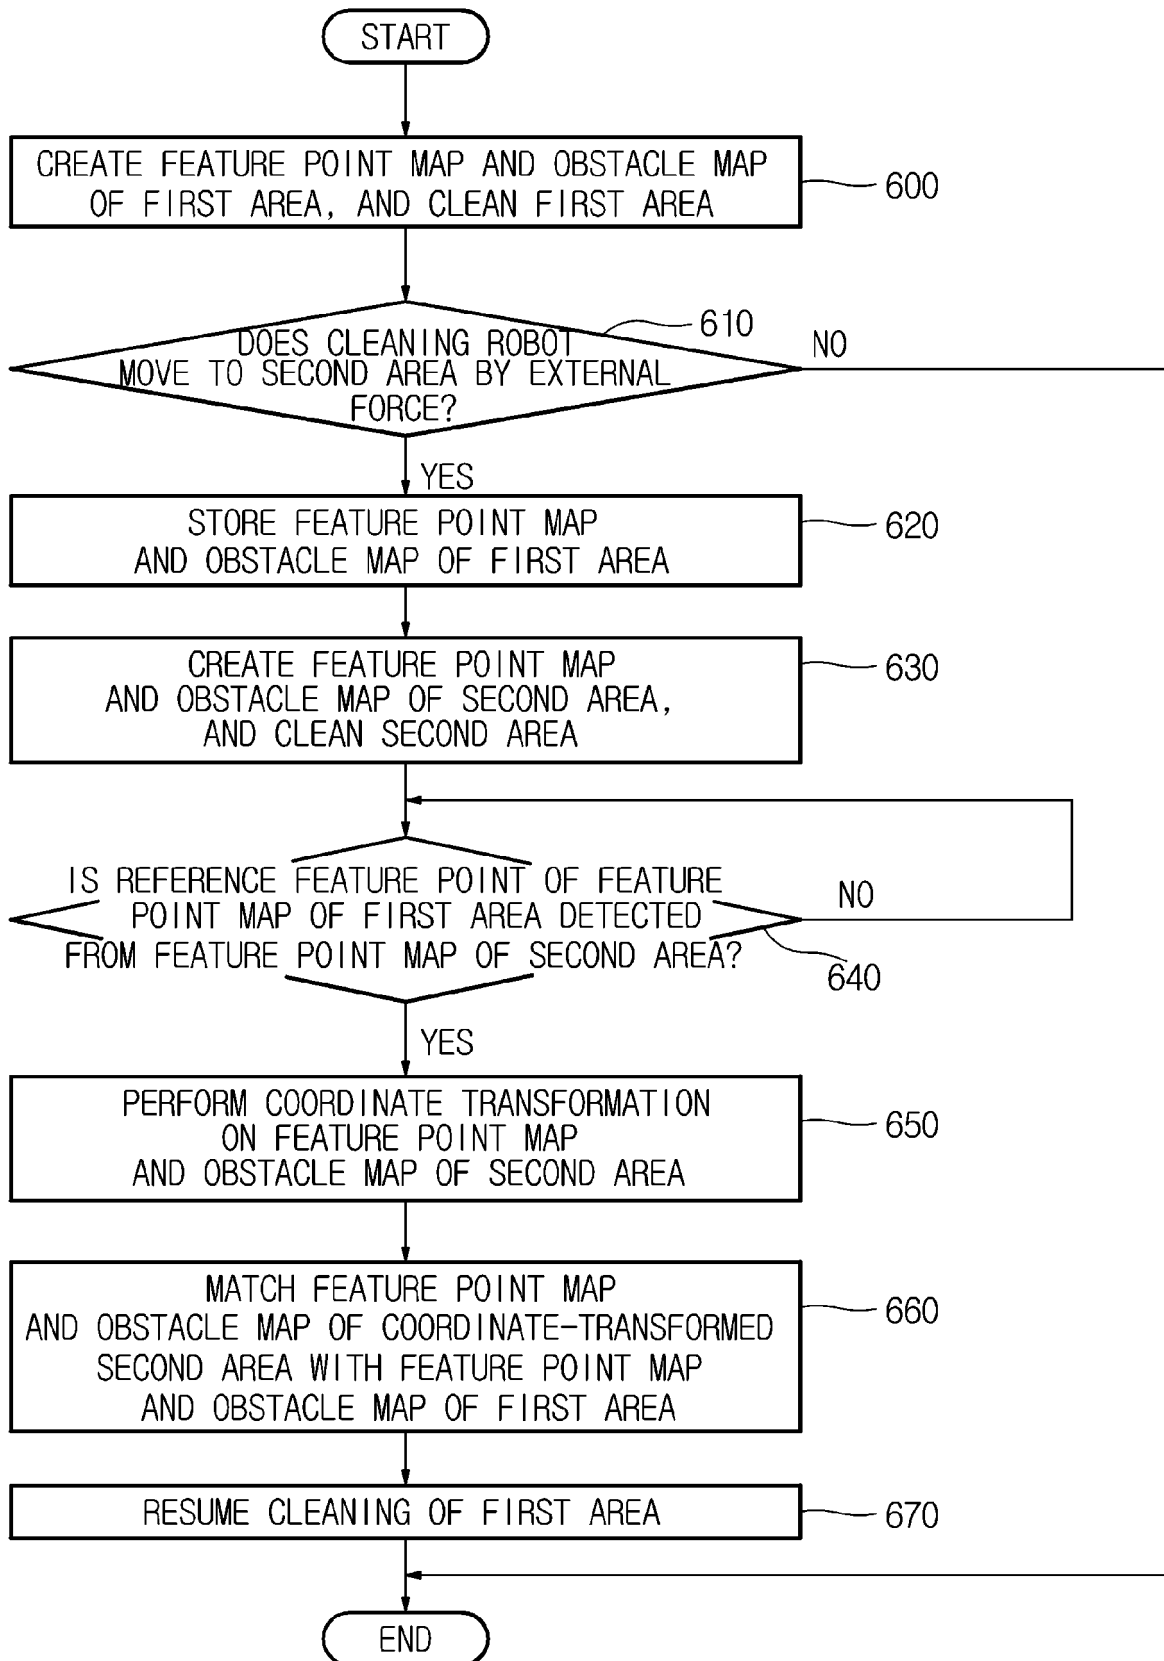 START
CREATE FEATURE POINT MAP AND OBSTACLE MAP
OF FIRST AREA, AND CLEAN FIRST AREA
600
DOES CLEANING ROBOT
MOVE TO SECOND AREA BY EXTERNAL
FORCE?
610
NO
YES
STORE FEATURE POINT MAP
AND OBSTACLE MAP OF FIRST AREA
620
CREATE FEATURE POINT MAP
AND OBSTACLE MAP OF SECOND AREA,
AND CLEAN SECOND AREA
630
IS REFERENCE FEATURE POINT OF FEATURE
POINT MAP OF FIRST AREA DETECTED
FROM FEATURE POINT MAP OF SECOND AREA?
NO
640
YES
PERFORM COORDINATE TRANSFORMATION
ON FEATURE POINT MAP
AND OBSTACLE MAP OF SECOND AREA
650
MATCH FEATURE POINT MAP
AND OBSTACLE MAP OF COORDINATE-TRANSFORMED
SECOND AREA WITH FEATURE POINT MAP
AND OBSTACLE MAP OF FIRST AREA
660
RESUME CLEANING OF FIRST AREA
670
END